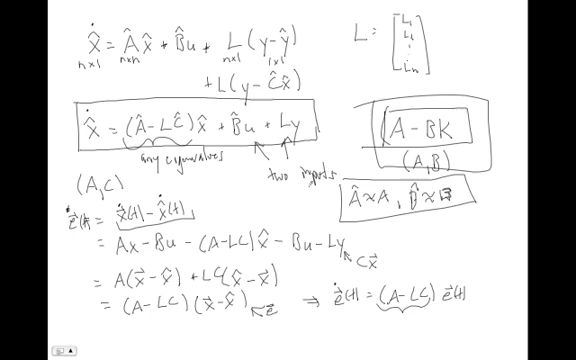 ẋ̂ = Âx̂ + B̂u + L(y-ŷ)
n×1 n×n n×1 1×1
+L(y-Ĉx̂)
L = [L₁ L₂ ⋮ Lₙ]
ẋ̂ = (Â-LĈ)x̂ + B̂u + Ly
any eigenvalues
two inputs
A-BK
(A,B)
(A,C)
Â≈A, B̂≈B
ė(t) = ẋ(t) - ẋ̂(t)
= Ax - Bu - (A-LC)x̂ - Bu - Ly
Cx⃗
= A(x⃗-x̂) + LC(x̂-x⃗)
= (A-LC)(x⃗-x̂) e⃗
⇒ ė(t) = (A-LC) e⃗(t)